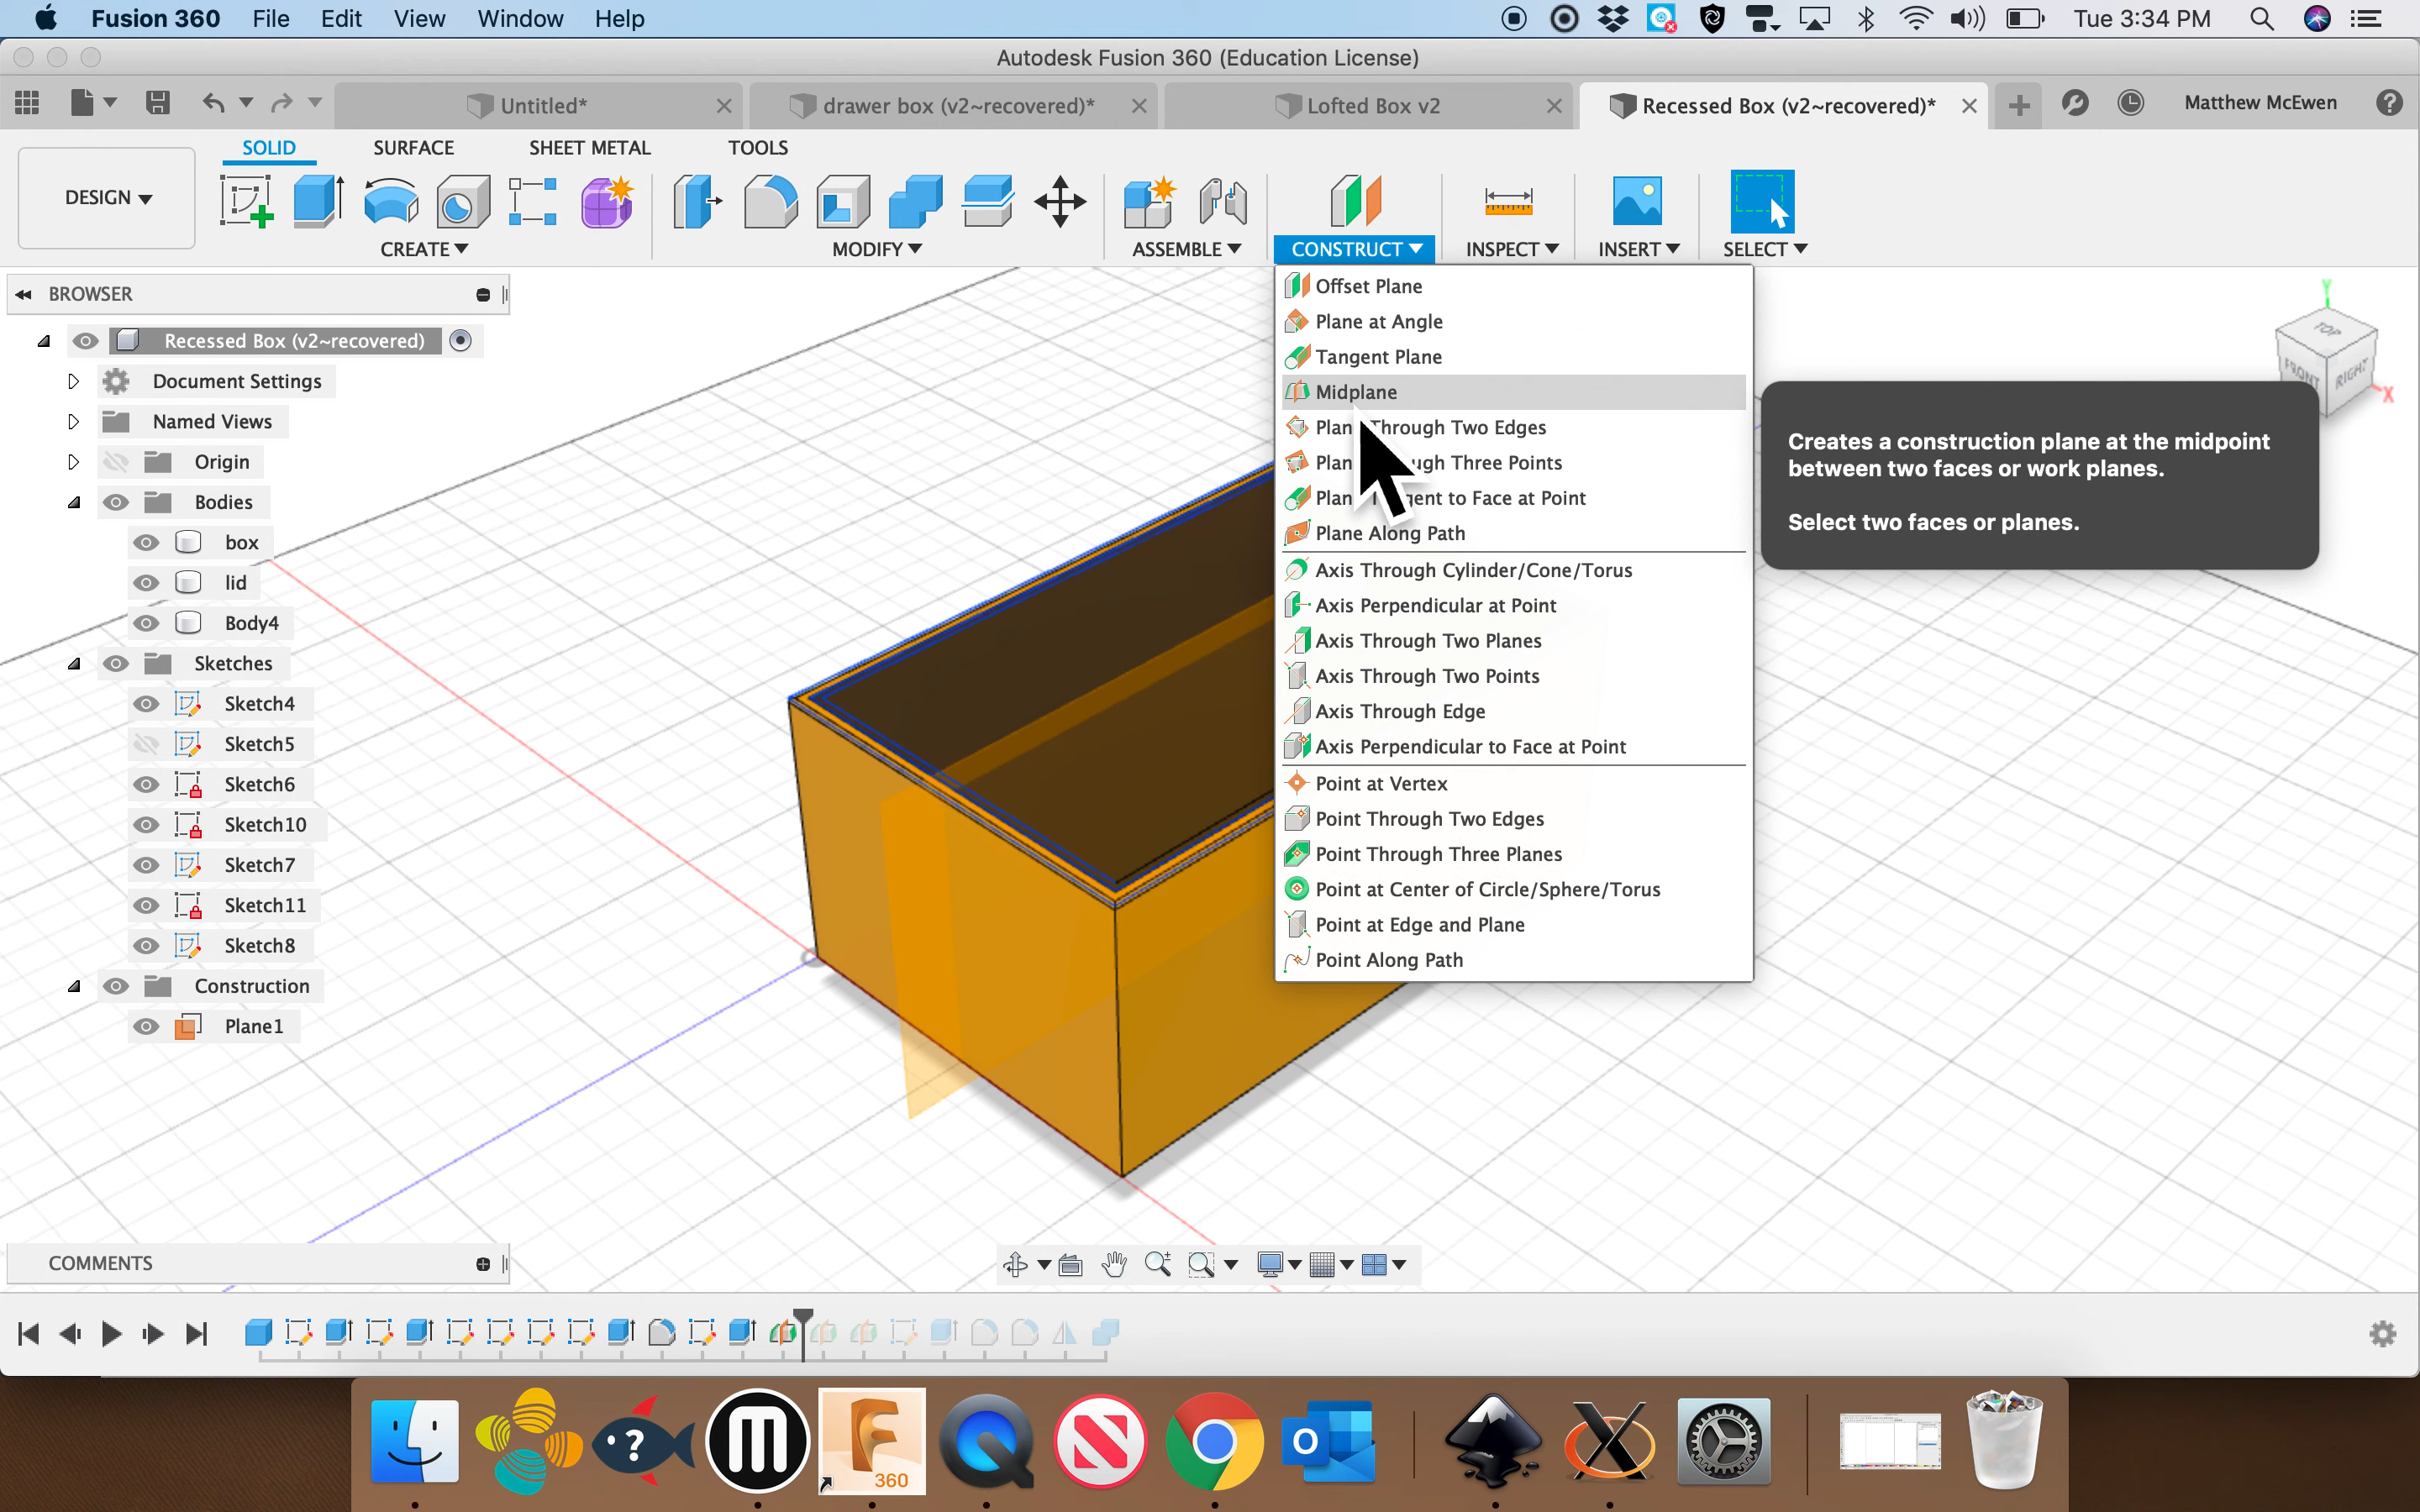 Fusion 360 File Edit View Window Help Tue 3:34 PM
Autodesk Fusion 360 (Education License)
Untitled* drawer box (v2~recovered)* Lofted Box v2 Recessed Box (v2~recovered)* Matthew McEwen
SOLID SURFACE SHEET METAL TOOLS
DESIGN
CREATE MODIFY ASSEMBLE CONSTRUCT INSPECT INSERT SELECT
BROWSER
Recessed Box (v2~recovered)
Document Settings
Named Views
Origin
Bodies
box
lid
Body4
Sketches
Sketch4
Sketch5
Sketch6
Sketch10
Sketch7
Sketch11
Sketch8
Construction
Plane1
Offset Plane
Plane at Angle
Tangent Plane
Midplane
Through Two Edges
Three Points
to Face at Point
Plane Along Path
Axis Through Cylinder/Cone/Torus
Axis Perpendicular at Point
Axis Through Two Planes
Axis Through Two Points
Axis Through Edge
Axis Perpendicular to Face at Point
Point at Vertex
Point Through Two Edges
Point Through Three Planes
Point at Center of Circle/Sphere/Torus
Point at Edge and Plane
Point Along Path
Creates a construction plane at the midpoint
between two faces or work planes.
Select two faces or planes.
Y
TOP
FRONT RIGHT
X
COMMENTS
?
360